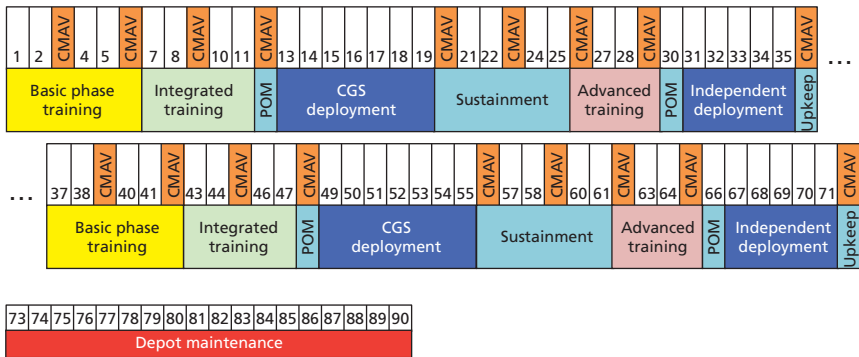 1 2 CMAV 4 5 CMAV 7 8 CMAV 10 11 CMAV 13 14 15 16 17 18 19 CMAV 21 22 CMAV 24 25 CMAV 27 28 CMAV 30 31 32 33 34 35 CMAV ...
Basic phase training
Integrated training
POM
CGS deployment
Sustainment
Advanced training
POM
Independent deployment
Upkeep
... 37 38 CMAV 40 41 CMAV 43 44 CMAV 46 47 CMAV 49 50 51 52 53 54 55 CMAV 57 58 CMAV 60 61 CMAV 63 64 CMAV 66 67 68 69 70 71 CMAV
Basic phase training
Integrated training
POM
CGS deployment
Sustainment
Advanced training
POM
Independent deployment
Upkeep
73 74 75 76 77 78 79 80 81 82 83 84 85 86 87 88 89 90
Depot maintenance